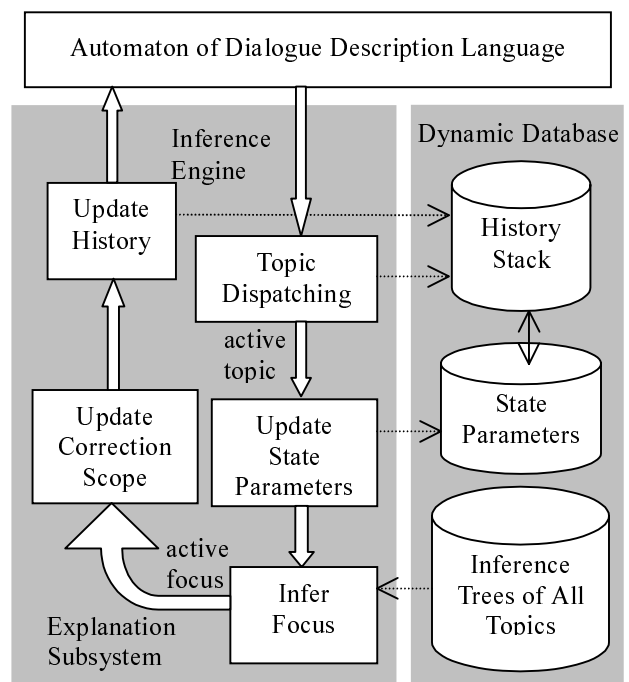 Automaton of Dialogue Description Language
Inference
Engine
Dynamic Database
Update
History
History
Stack
Topic
Dispatching
active
topic
Update
Correction
Scope
Update
State
Parameters
State
Parameters
active
focus
Infer
Focus
Inference
Trees of All
Topics
Explanation
Subsystem